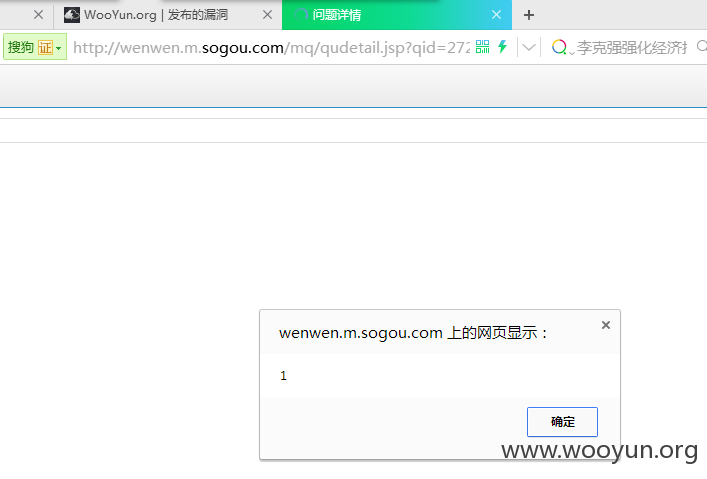 WooYun.org | 发布的漏洞
问题详情
搜狗 证
http://wenwen.m.sogou.com/mq/qudetail.jsp?qid=272
李克强强化经济
wenwen.m.sogou.com 上的网页显示：
1
确定
www.wooyun.org